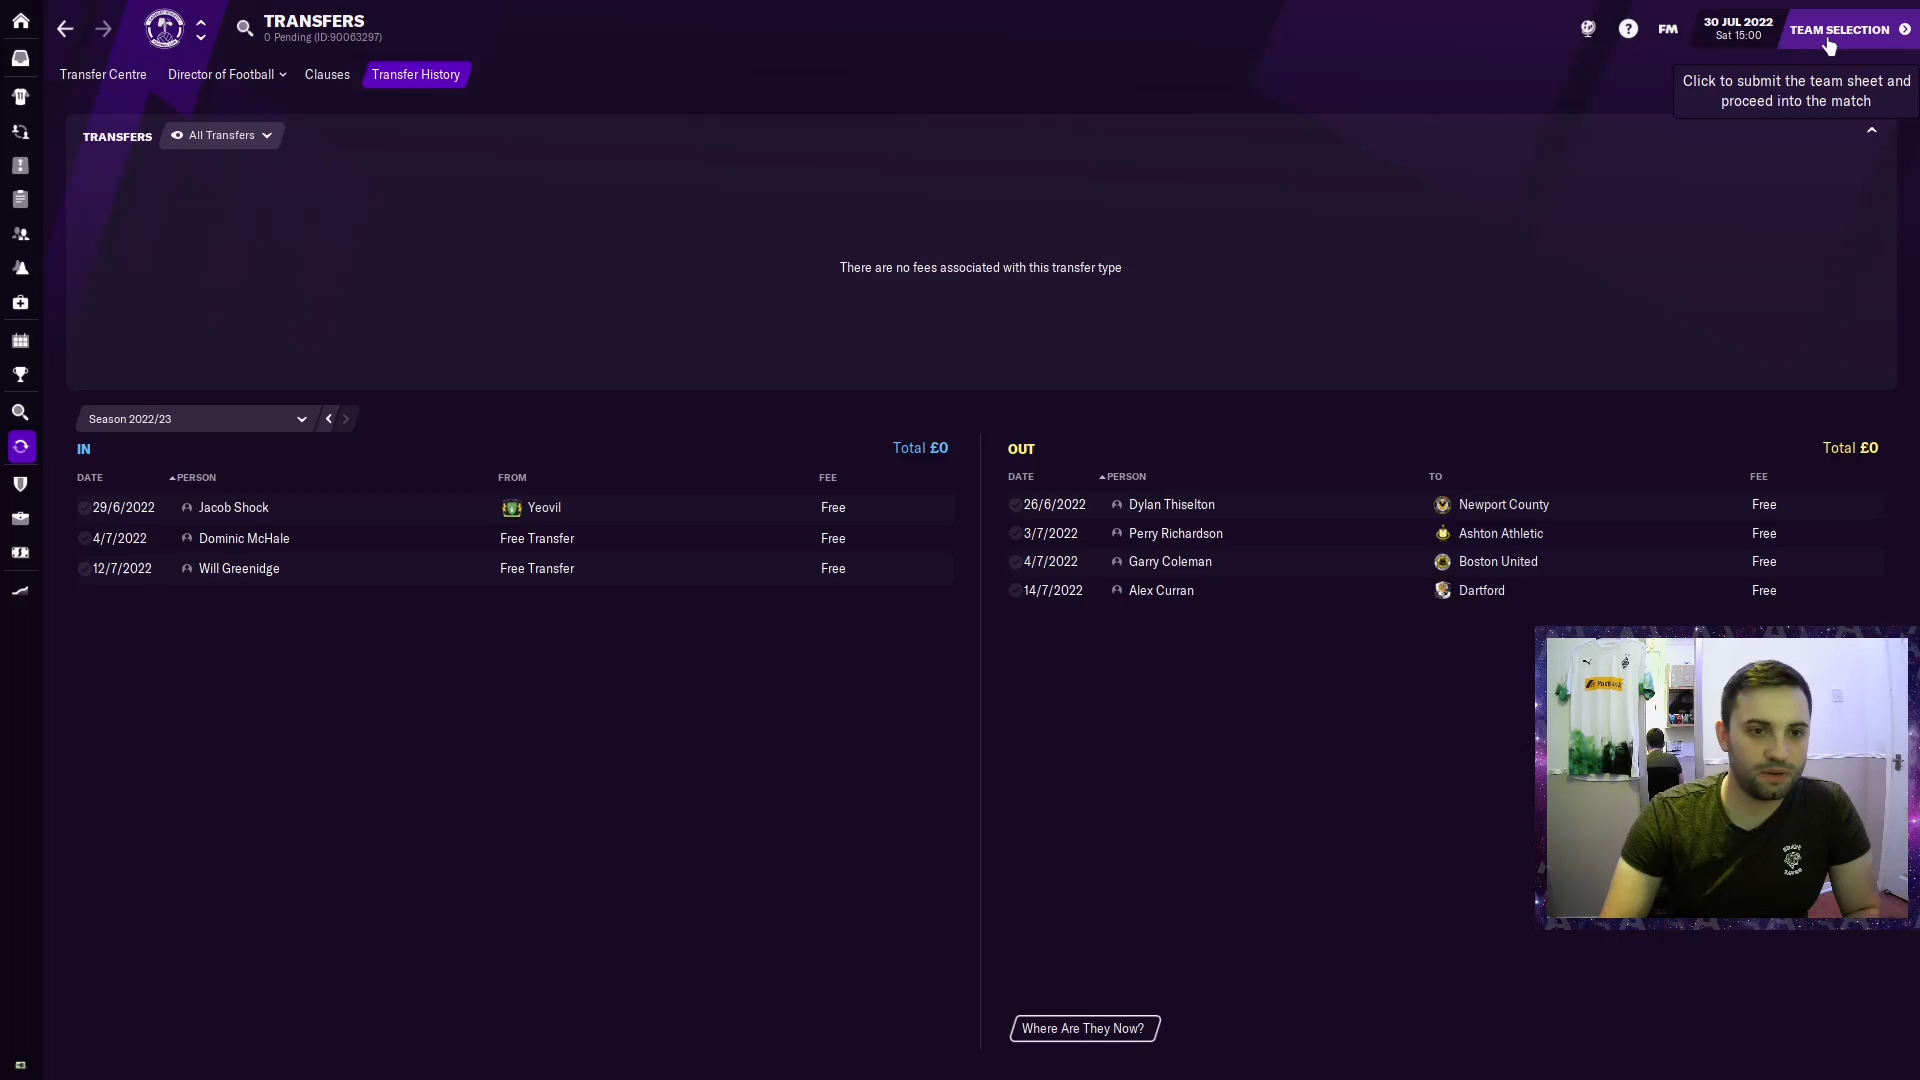 TRANSFERS
0 Pending (ID:90063297)
FM
30 JUL 2022
Sat 15:00
TEAM SELECTION
Click to submit the team sheet and
proceed into the match
Transfer Centre
Director of Football
Clauses
Transfer History
TRANSFERS
All Transfers
There are no fees associated with this transfer type
Season 2022/23
IN
Total £0
DATE PERSON FROM FEE
29/6/2022 Jacob Shock Yeovil Free
4/7/2022 Dominic McHale Free Transfer Free
12/7/2022 Will Greenidge Free Transfer Free
OUT
Total £0
DATE PERSON TO FEE
26/6/2022 Dylan Thiselton Newport County Free
3/7/2022 Perry Richardson Ashton Athletic Free
4/7/2022 Garry Coleman Boston United Free
14/7/2022 Alex Curran Dartford Free
Postbank
Where Are They Now?